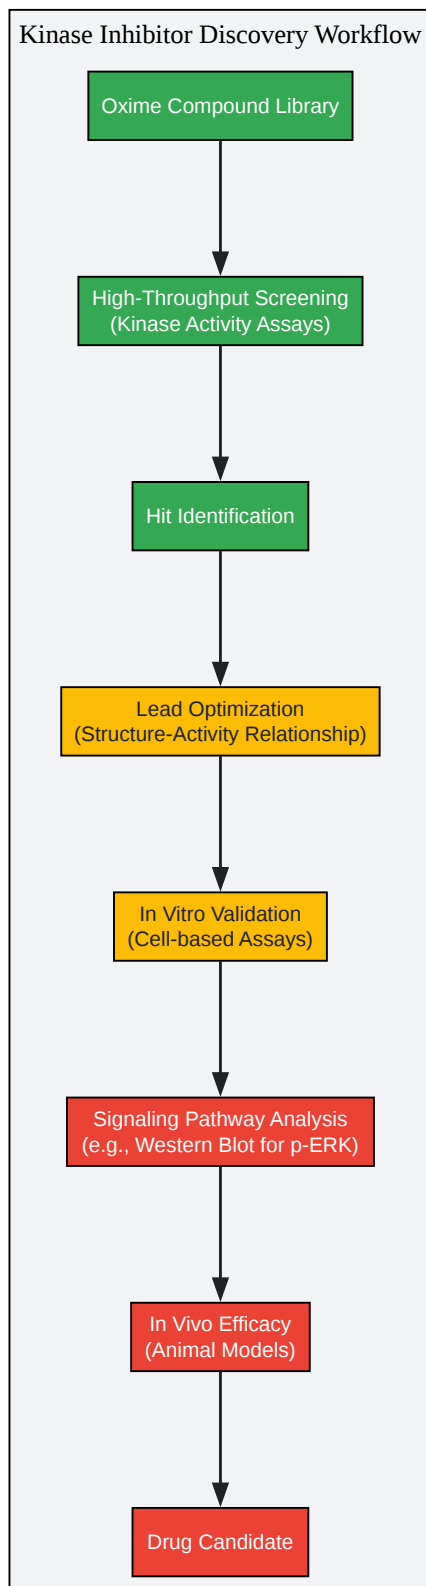 Kinase Inhibitor Discovery Workflow
Oxime Compound Library
High-Throughput Screening
(Kinase Activity Assays)
Hit Identification
Lead Optimization
(Structure-Activity Relationship)
In Vitro Validation
(Cell-based Assays)
Signaling Pathway Analysis
(e.g., Western Blot for p-ERK)
In Vivo Efficacy
(Animal Models)
Drug Candidate